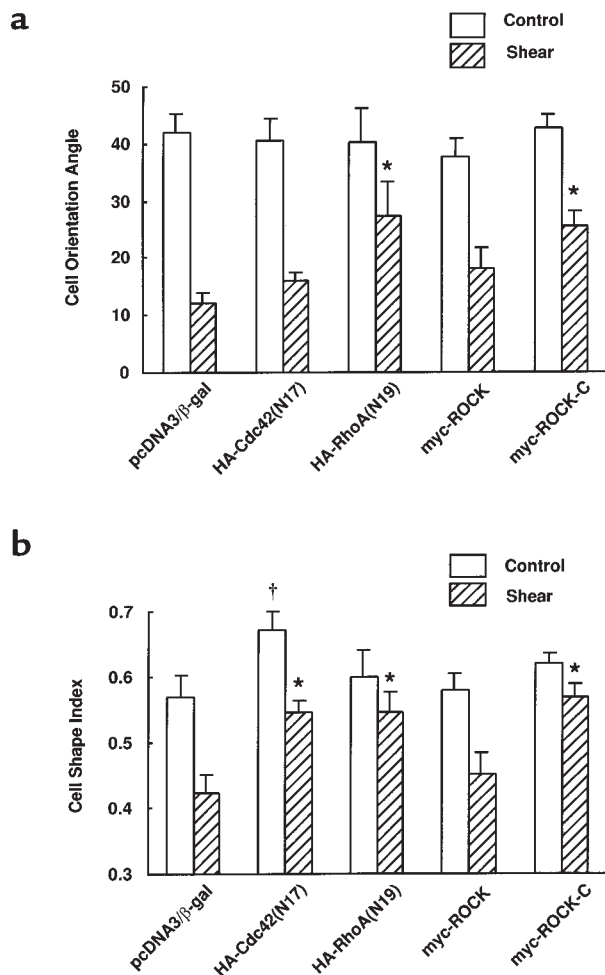 a
Control
Shear
50
40
30
20
10
0
Cell Orientation Angle
*
*
pcDNA3/β-gal
HA-Cdc42(N17)
HA-RhoA(N19)
myc-ROCK
myc-ROCK-C
b
Control
Shear
0.7
0.6
0.5
0.4
0.3
Cell Shape Index
†
*
*
*
pcDNA3/β-gal
HA-Cdc42(N17)
HA-RhoA(N19)
myc-ROCK
myc-ROCK-C